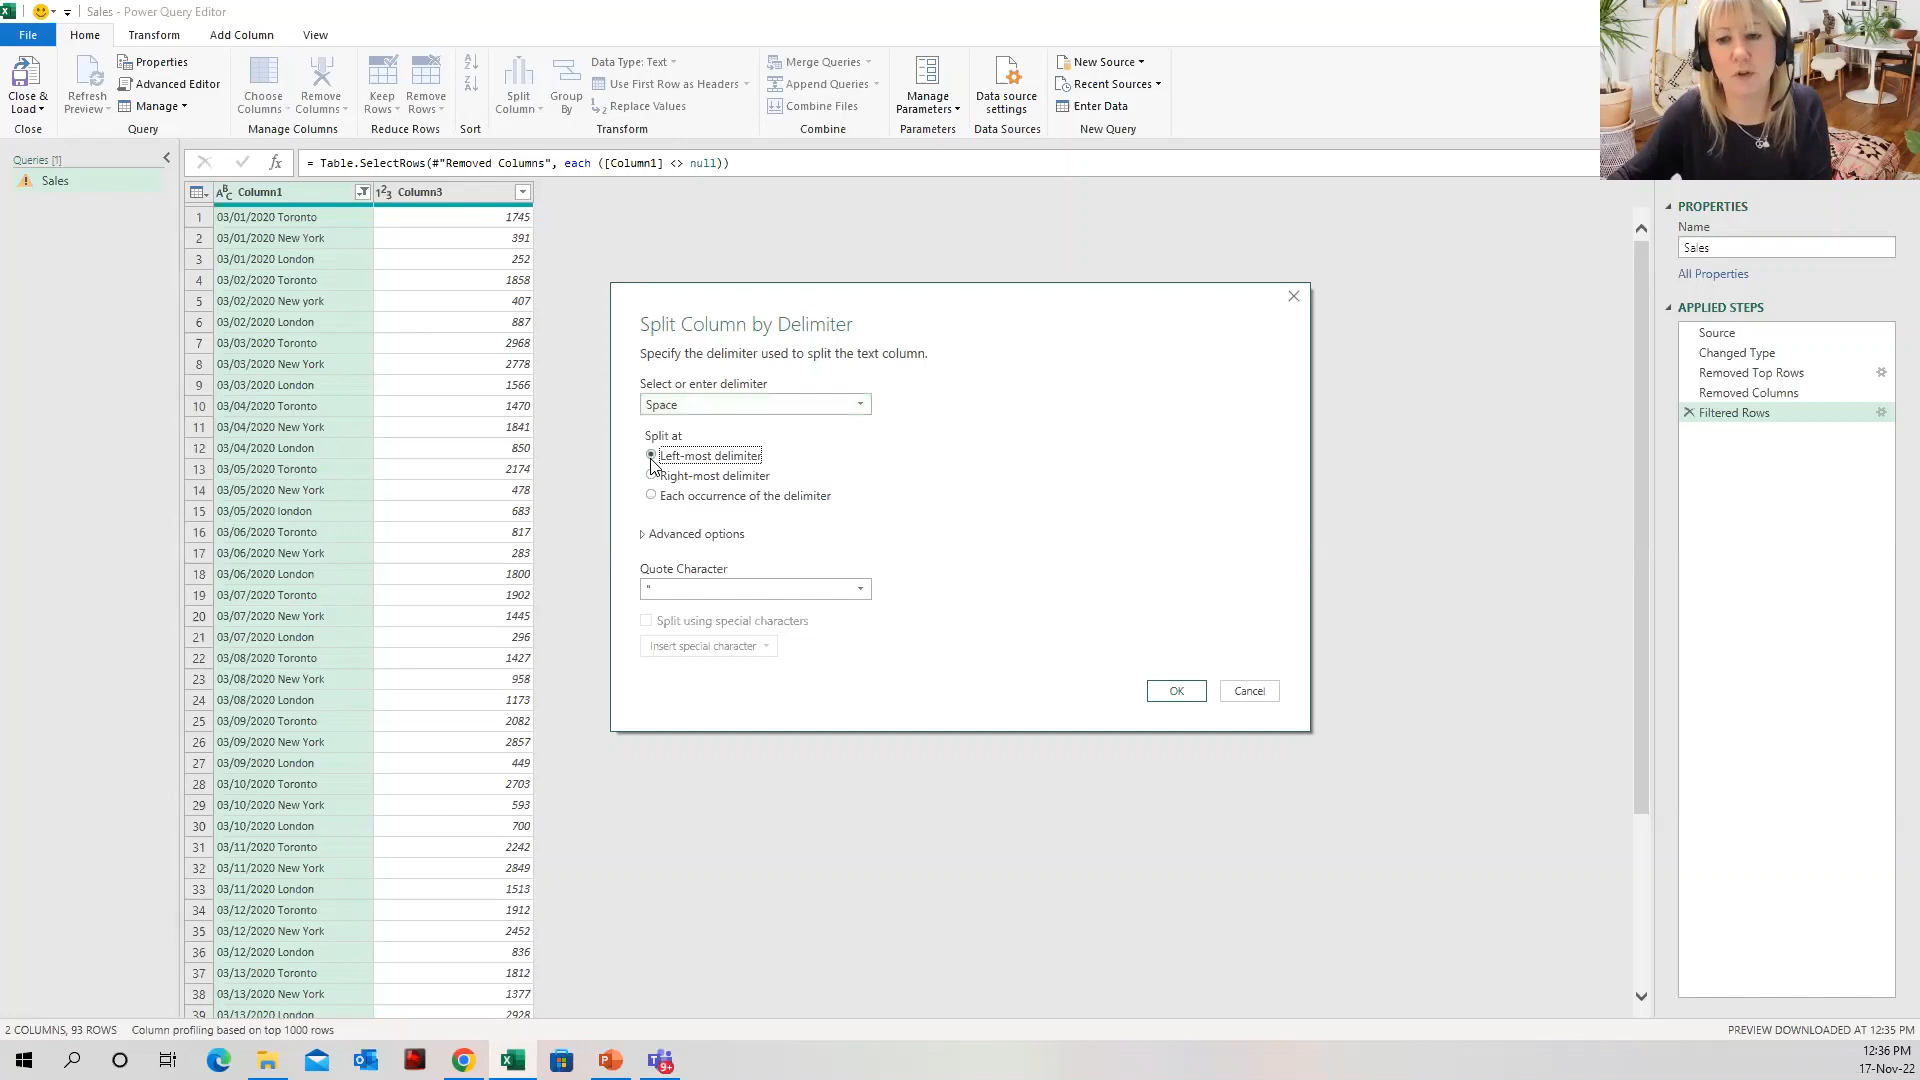 Sales - Power Query Editor
File Home Transform Add Column View
Close & Load
Close
Refresh Preview
Properties
Advanced Editor
Manage
Query
Choose Columns
Remove Columns
Manage Columns
Keep Rows
Remove Rows
Reduce Rows
Sort
Split Column
Group By
Data Type: Text
Use First Row as Headers
Replace Values
Transform
Merge Queries
Append Queries
Combine Files
Combine
Manage Parameters
Parameters
Data source settings
Data Sources
New Source
Recent Sources
Enter Data
New Query
Queries [1]
Sales
fx
= Table.SelectRows(#"Removed Columns", each ([Column1] <> null))
ABC Column1 123 Column3
1 03/01/2020 Toronto 1745
2 03/01/2020 New York 391
3 03/01/2020 London 252
4 03/02/2020 Toronto 1858
5 03/02/2020 New york 407
6 03/02/2020 London 887
7 03/03/2020 Toronto 2968
8 03/03/2020 New York 2778
9 03/03/2020 London 1566
10 03/04/2020 Toronto 1470
11 03/04/2020 New York 1841
12 03/04/2020 London 850
13 03/05/2020 Toronto 2174
14 03/05/2020 New York 478
15 03/05/2020 london 683
16 03/06/2020 Toronto 817
17 03/06/2020 New York 283
18 03/06/2020 London 1800
19 03/07/2020 Toronto 1902
20 03/07/2020 New York 1445
21 03/07/2020 London 296
22 03/08/2020 Toronto 1427
23 03/08/2020 New York 958
24 03/08/2020 London 1173
25 03/09/2020 Toronto 2082
26 03/09/2020 New York 2857
27 03/09/2020 London 449
28 03/10/2020 Toronto 2703
29 03/10/2020 New York 593
30 03/10/2020 London 700
31 03/11/2020 Toronto 2242
32 03/11/2020 New York 2849
33 03/11/2020 London 1513
34 03/12/2020 Toronto 1912
35 03/12/2020 New York 2452
36 03/12/2020 London 836
37 03/13/2020 Toronto 1812
38 03/13/2020 New York 1377
39 03/13/2020 London 2928
Split Column by Delimiter
Specify the delimiter used to split the text column.
Select or enter delimiter
Space
Split at
Left-most delimiter
Right-most delimiter
Each occurrence of the delimiter
Advanced options
Quote Character
"
Split using special characters
Insert special character
OK Cancel
PROPERTIES
Name
Sales
All Properties
APPLIED STEPS
Source
Changed Type
Removed Top Rows
Removed Columns
Filtered Rows
2 COLUMNS, 93 ROWS Column profiling based on top 1000 rows
PREVIEW DOWNLOADED AT 12:35 PM
9+
12:36 PM
17-Nov-22